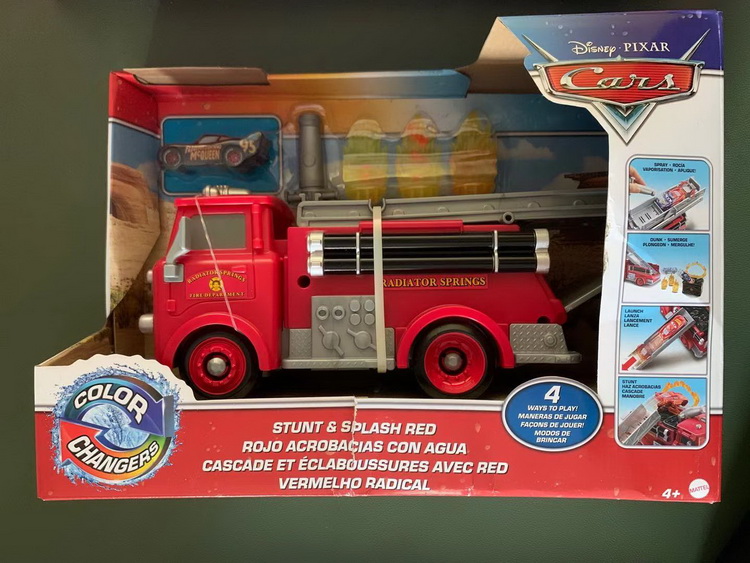 Disney · PIXAR
Cars
McQUEEN
95
SPRAY · ROCÍA
VAPORISATION · APLIQUE!
DUNK · SUMERGE
PLONGEON · MERGULHE!
RADIATOR SPRINGS
FIRE DEPARTMENT
RADIATOR SPRINGS
LAUNCH
LANZA
LANCEMENT
LANCE
STUNT
HAZ ACROBACIAS
CASCADE
MANOBRE
COLOR
CHANGERS
4
WAYS TO PLAY!
MANERAS DE JUGAR
FAÇONS DE JOUER!
MODOS DE
BRINCAR
STUNT & SPLASH RED
ROJO ACROBACIAS CON AGUA
CASCADE ET ÉCLABOUSSURES AVEC RED
VERMELHO RADICAL
4+
MATTEL